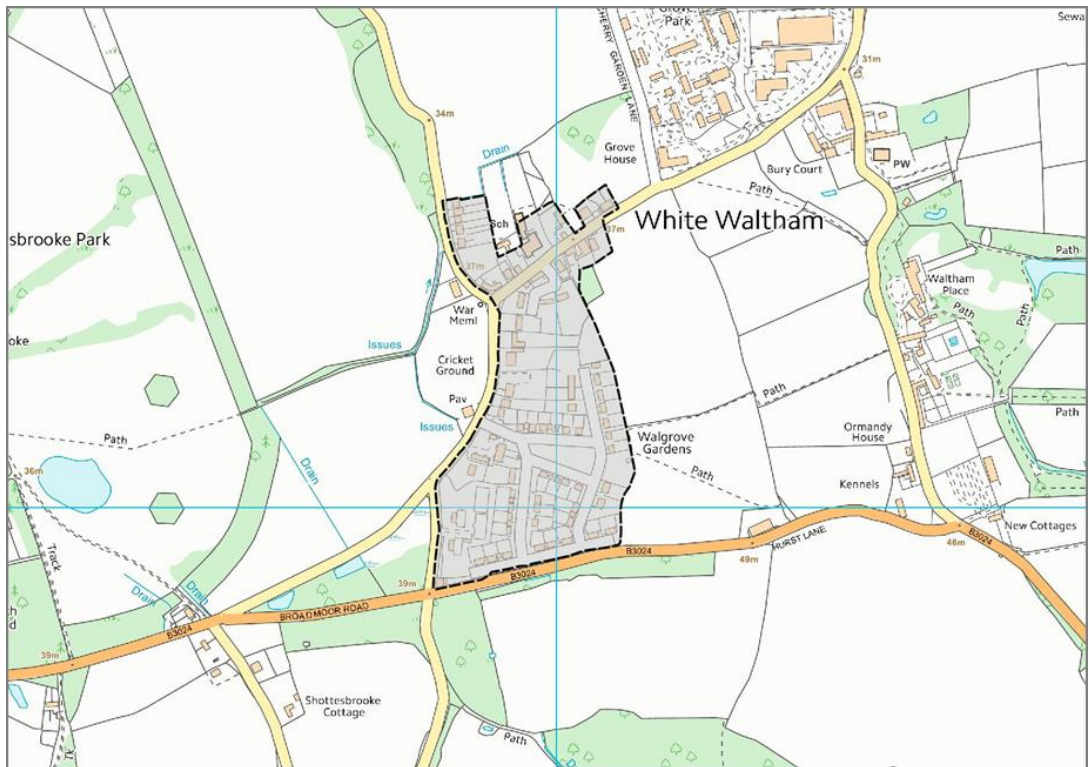 Grove
Park
CHERRY GARDEN LANE
Sewa
31m
34m
Drain
Grove
House
Bury Court
PW
Path
Sch
37m
White Waltham
sbrooke Park
37m
Path
Waltham
Place
Path
Path
War
Meml
oke
Issues
Cricket
Ground
Pav
Path
Path
Issues
Path
Walgrove
Gardens
Ormandy
House
Drain
Path
36m
Kennels
New Cottages
Track
B3024
HURST LANE
49m
46m
B3024
39m
B3024
Drain
Drain
BROADMOOR ROAD
h
d
B3024
39m
Shottesbrooke
Cottage
Path
Tk
D